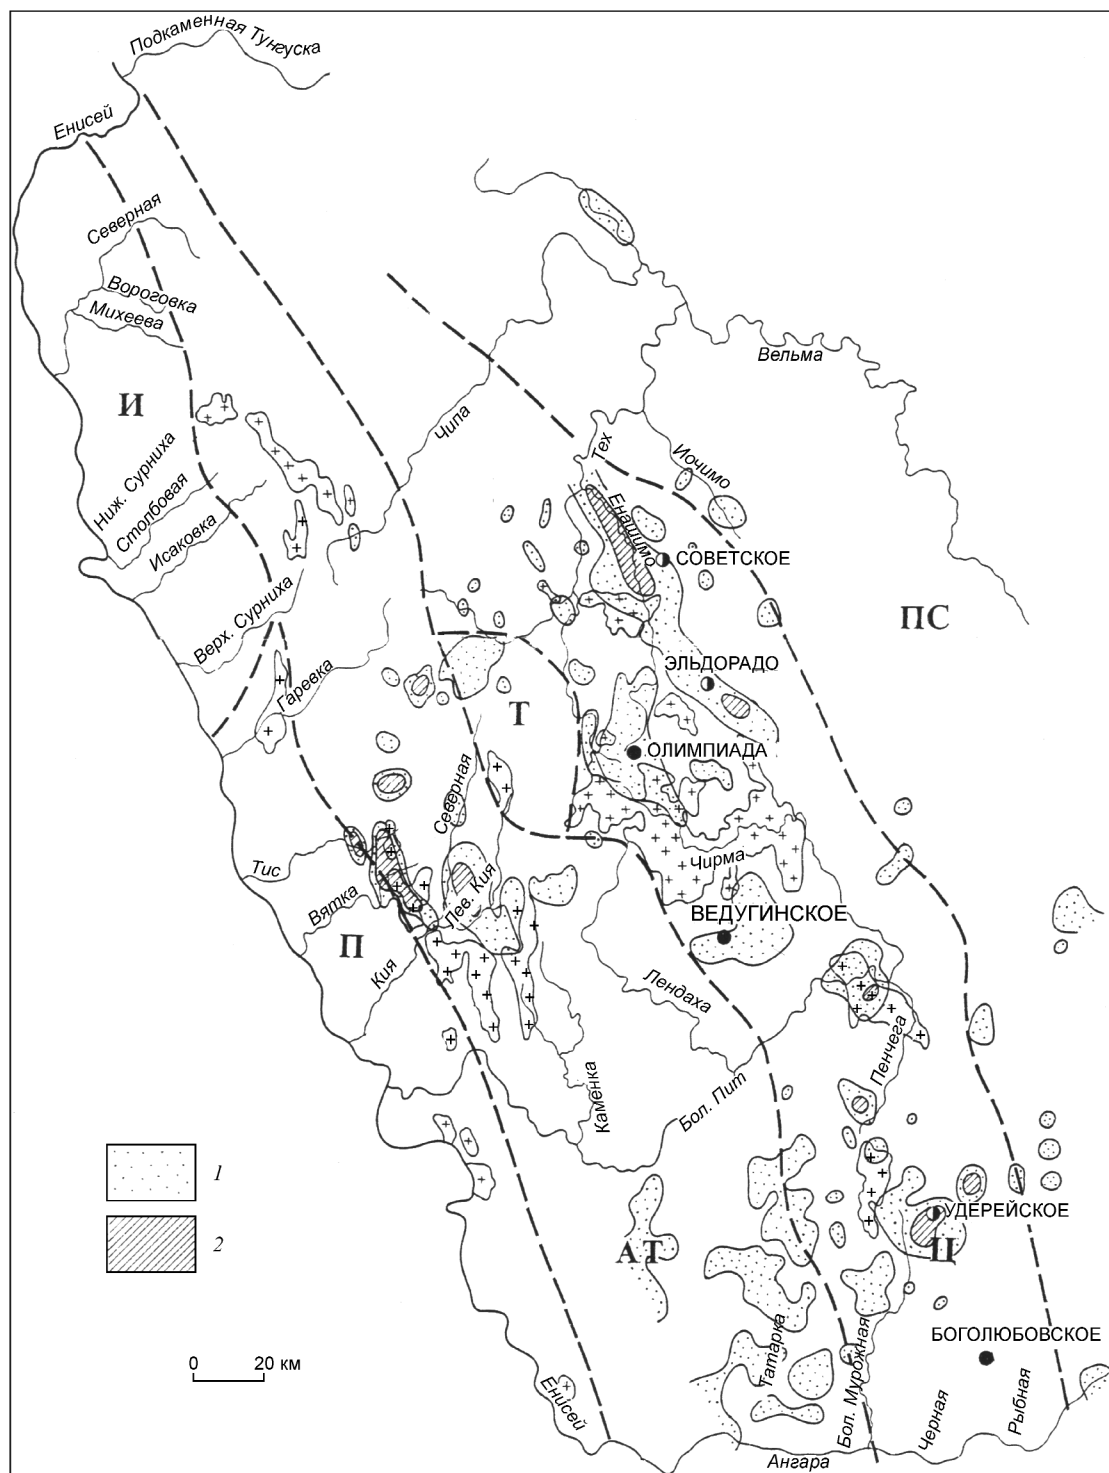 Подкаменная Тунгуска
Енисей
Северная
Вороговка
Михеева
Вельма
И
Чипа
Тех
Иочимо
Ниж. Сурниха
Столбовая
Исаковка
Енашимо
СОВЕТСКОЕ
ПС
Верх. Сурниха
Гаревка
ЭЛЬДОРАДО
Т
ОЛИМПИАДА
Северная
Тис
Чирма
Вятка
Лев. Кия
ВЕДУГИНСКОЕ
П
Кия
Лендаха
Пенчега
Каменка
Бол. Пит
1
2
УДЕРЕЙСКОЕ
АТ
Ц
0 20 км
БОГОЛЮБОВСКОЕ
Татарка
Бол. Мурожная
Черная
Рыбная
Енисей
Ангара